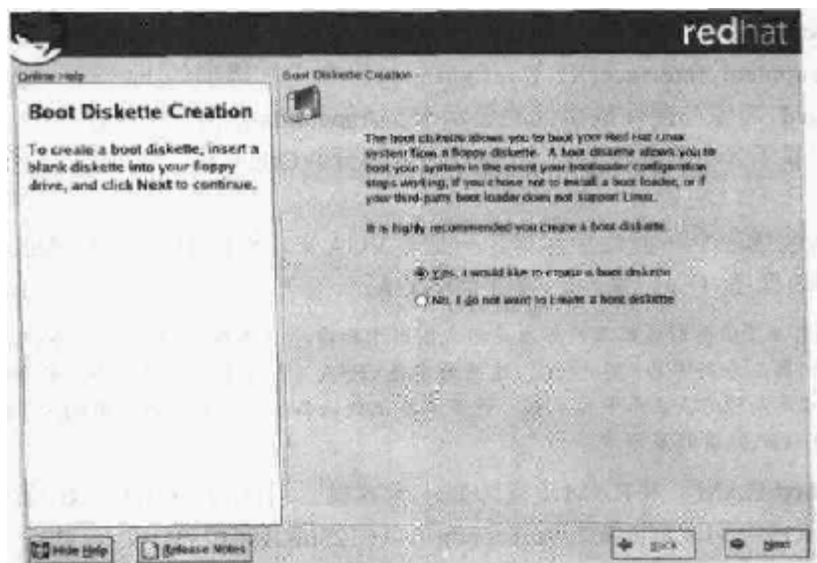 redhat
Online Help
Boot Diskette Creation
To create a boot diskette, insert a
blank diskette into your floppy
drive, and click Next to continue.
Boot Diskette Creation
The boot diskette allows you to boot your Red Hat Linux
system from a floppy diskette. A boot diskette allows you to
boot your system in the event your bootloader configuration
stops working, if you chose not to install a boot loader, or if
your third-party boot loader does not support Linux.
It is highly recommended you create a boot diskette.
Yes, I would like to create a boot diskette
No, I do not want to create a boot diskette
Hide Help
Release Notes
Back
Next